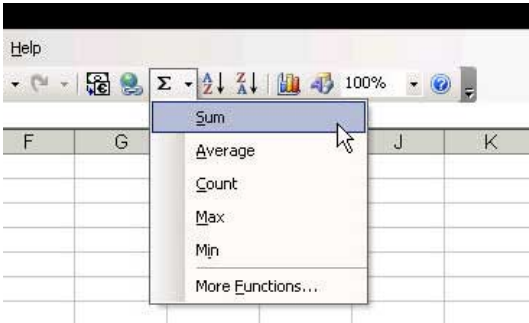 Help
Σ A Z Z A 100%
Sum
F G J K
Average
Count
Max
Min
More Functions...